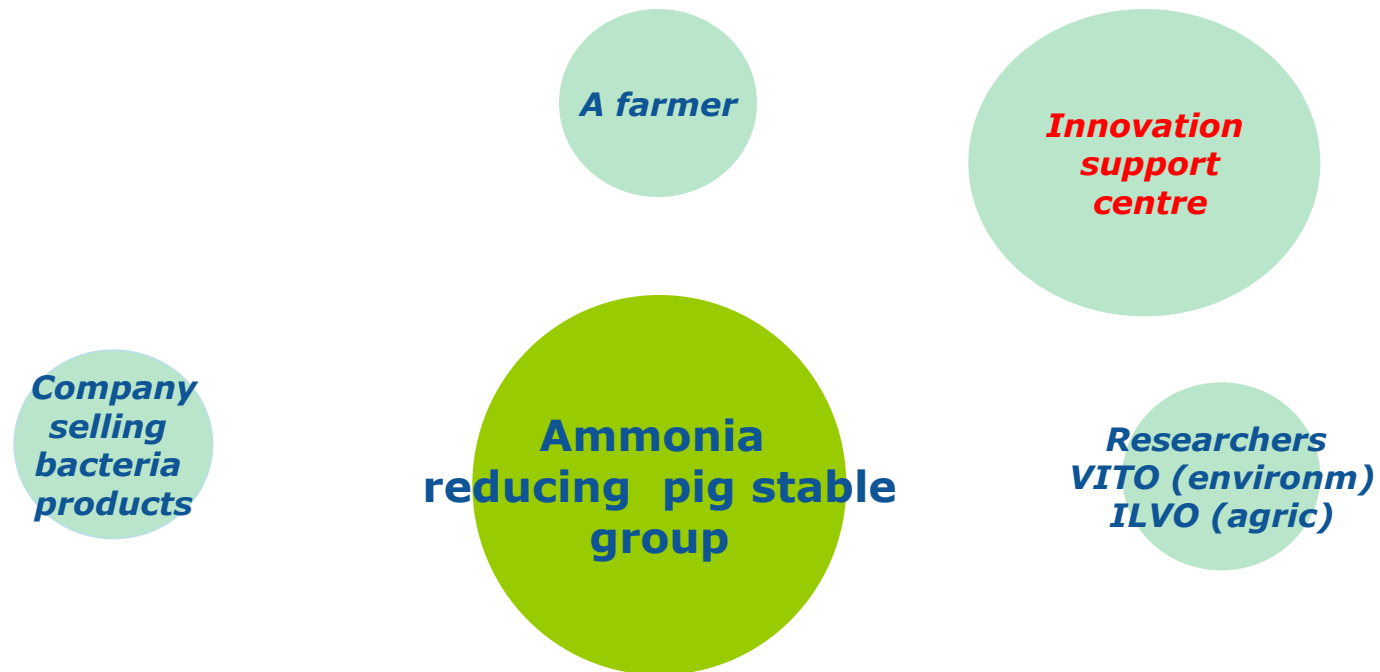 A farmer
Innovation
support
centre
Company
selling
bacteria
products
Ammonia
reducing pig stable
group
Researchers
VITO (environm)
ILVO (agric)